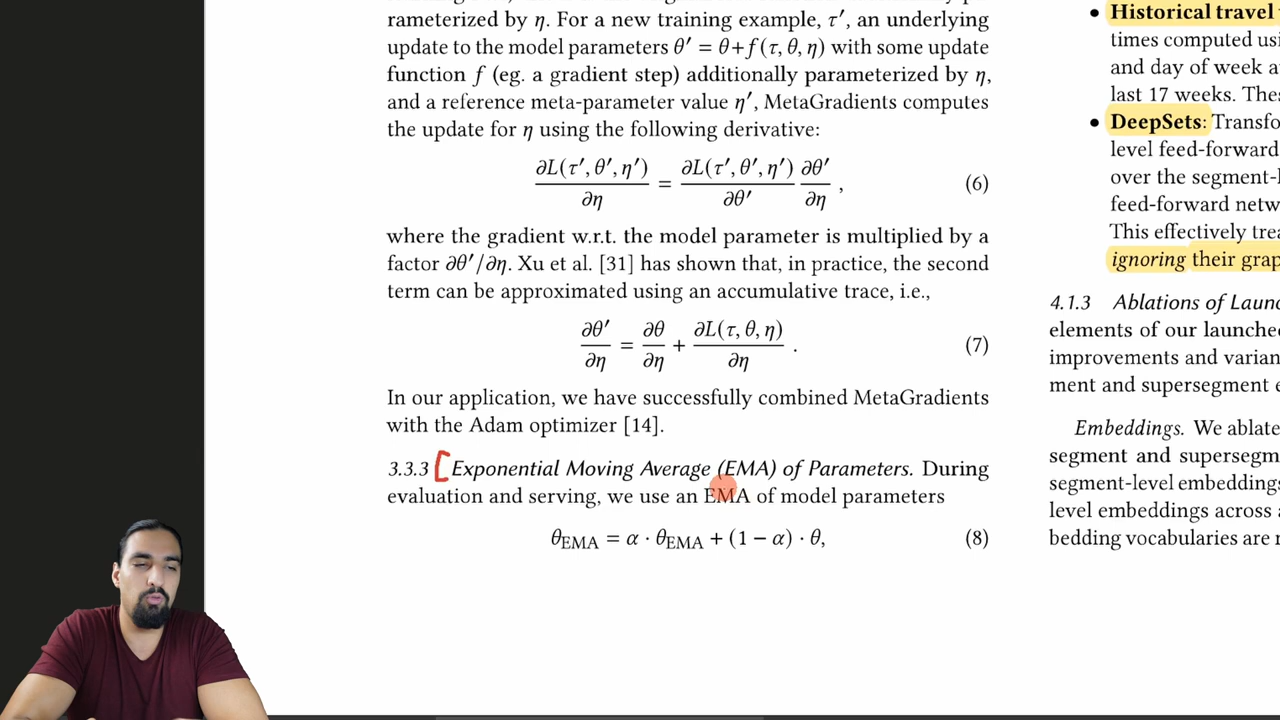 rameterized by η. For a new training example, τ′, an underlying
update to the model parameters θ′ = θ+f(τ, θ, η) with some update
function f (eg. a gradient step) additionally parameterized by η,
and a reference meta-parameter value η′, MetaGradients computes
the update for η using the following derivative:
∂L(τ′, θ′, η′)/∂η = ∂L(τ′, θ′, η′)/∂θ′ ∂θ′/∂η , (6)
where the gradient w.r.t. the model parameter is multiplied by a
factor ∂θ′/∂η. Xu et al. [31] has shown that, in practice, the second
term can be approximated using an accumulative trace, i.e.,
∂θ′/∂η = ∂θ/∂η + ∂L(τ, θ, η)/∂η . (7)
In our application, we have successfully combined MetaGradients
with the Adam optimizer [14].
3.3.3 Exponential Moving Average (EMA) of Parameters. During
evaluation and serving, we use an EMA of model parameters
θEMA = α · θEMA + (1 − α) · θ, (8)
• Historical travel
times computed usi
and day of week a
last 17 weeks. Thes
• DeepSets: Transfo
level feed-forward
over the segment-l
feed-forward netw
This effectively trea
ignoring their grap
4.1.3 Ablations of Launc
elements of our launche
improvements and varian
ment and supersegment e
Embeddings. We ablate
segment and supersegm
segment-level embeddings
level embeddings across a
bedding vocabularies are r